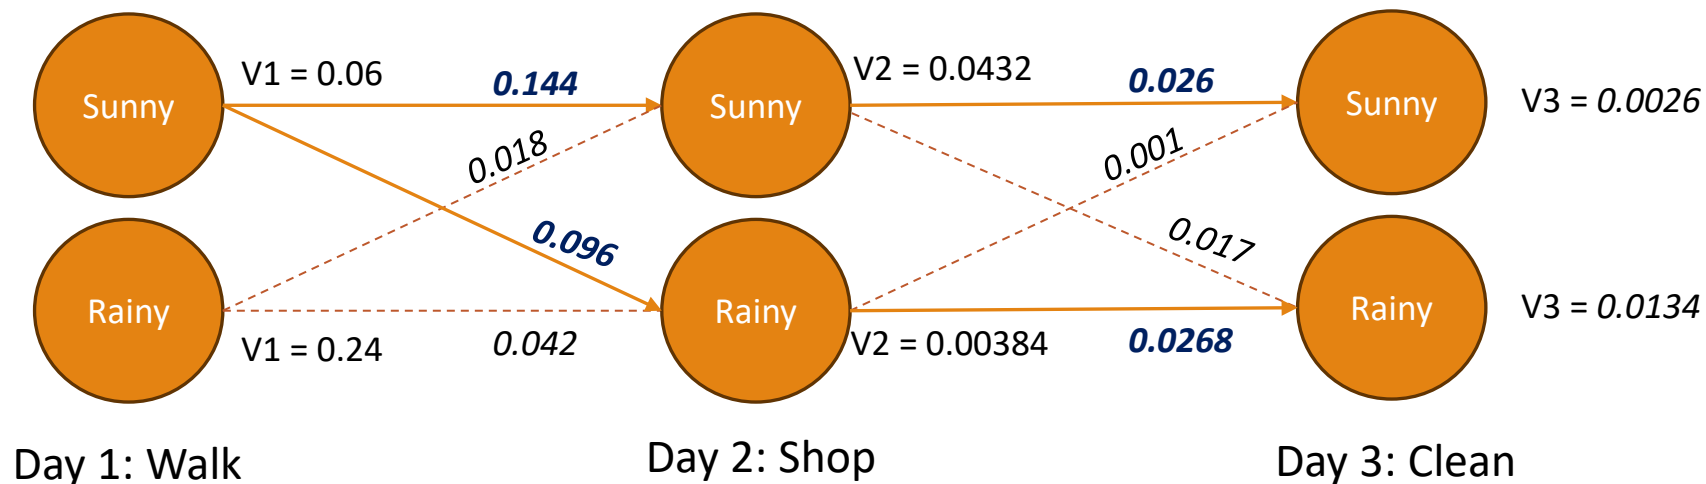 Sunny
V1 = 0.06
0.144
Sunny
V2 = 0.0432
0.026
Sunny
V3 = 0.0026
0.018
0.001
0.096
0.017
Rainy
V1 = 0.24
0.042
Rainy
V2 = 0.00384
0.0268
Rainy
V3 = 0.0134
Day 1: Walk
Day 2: Shop
Day 3: Clean